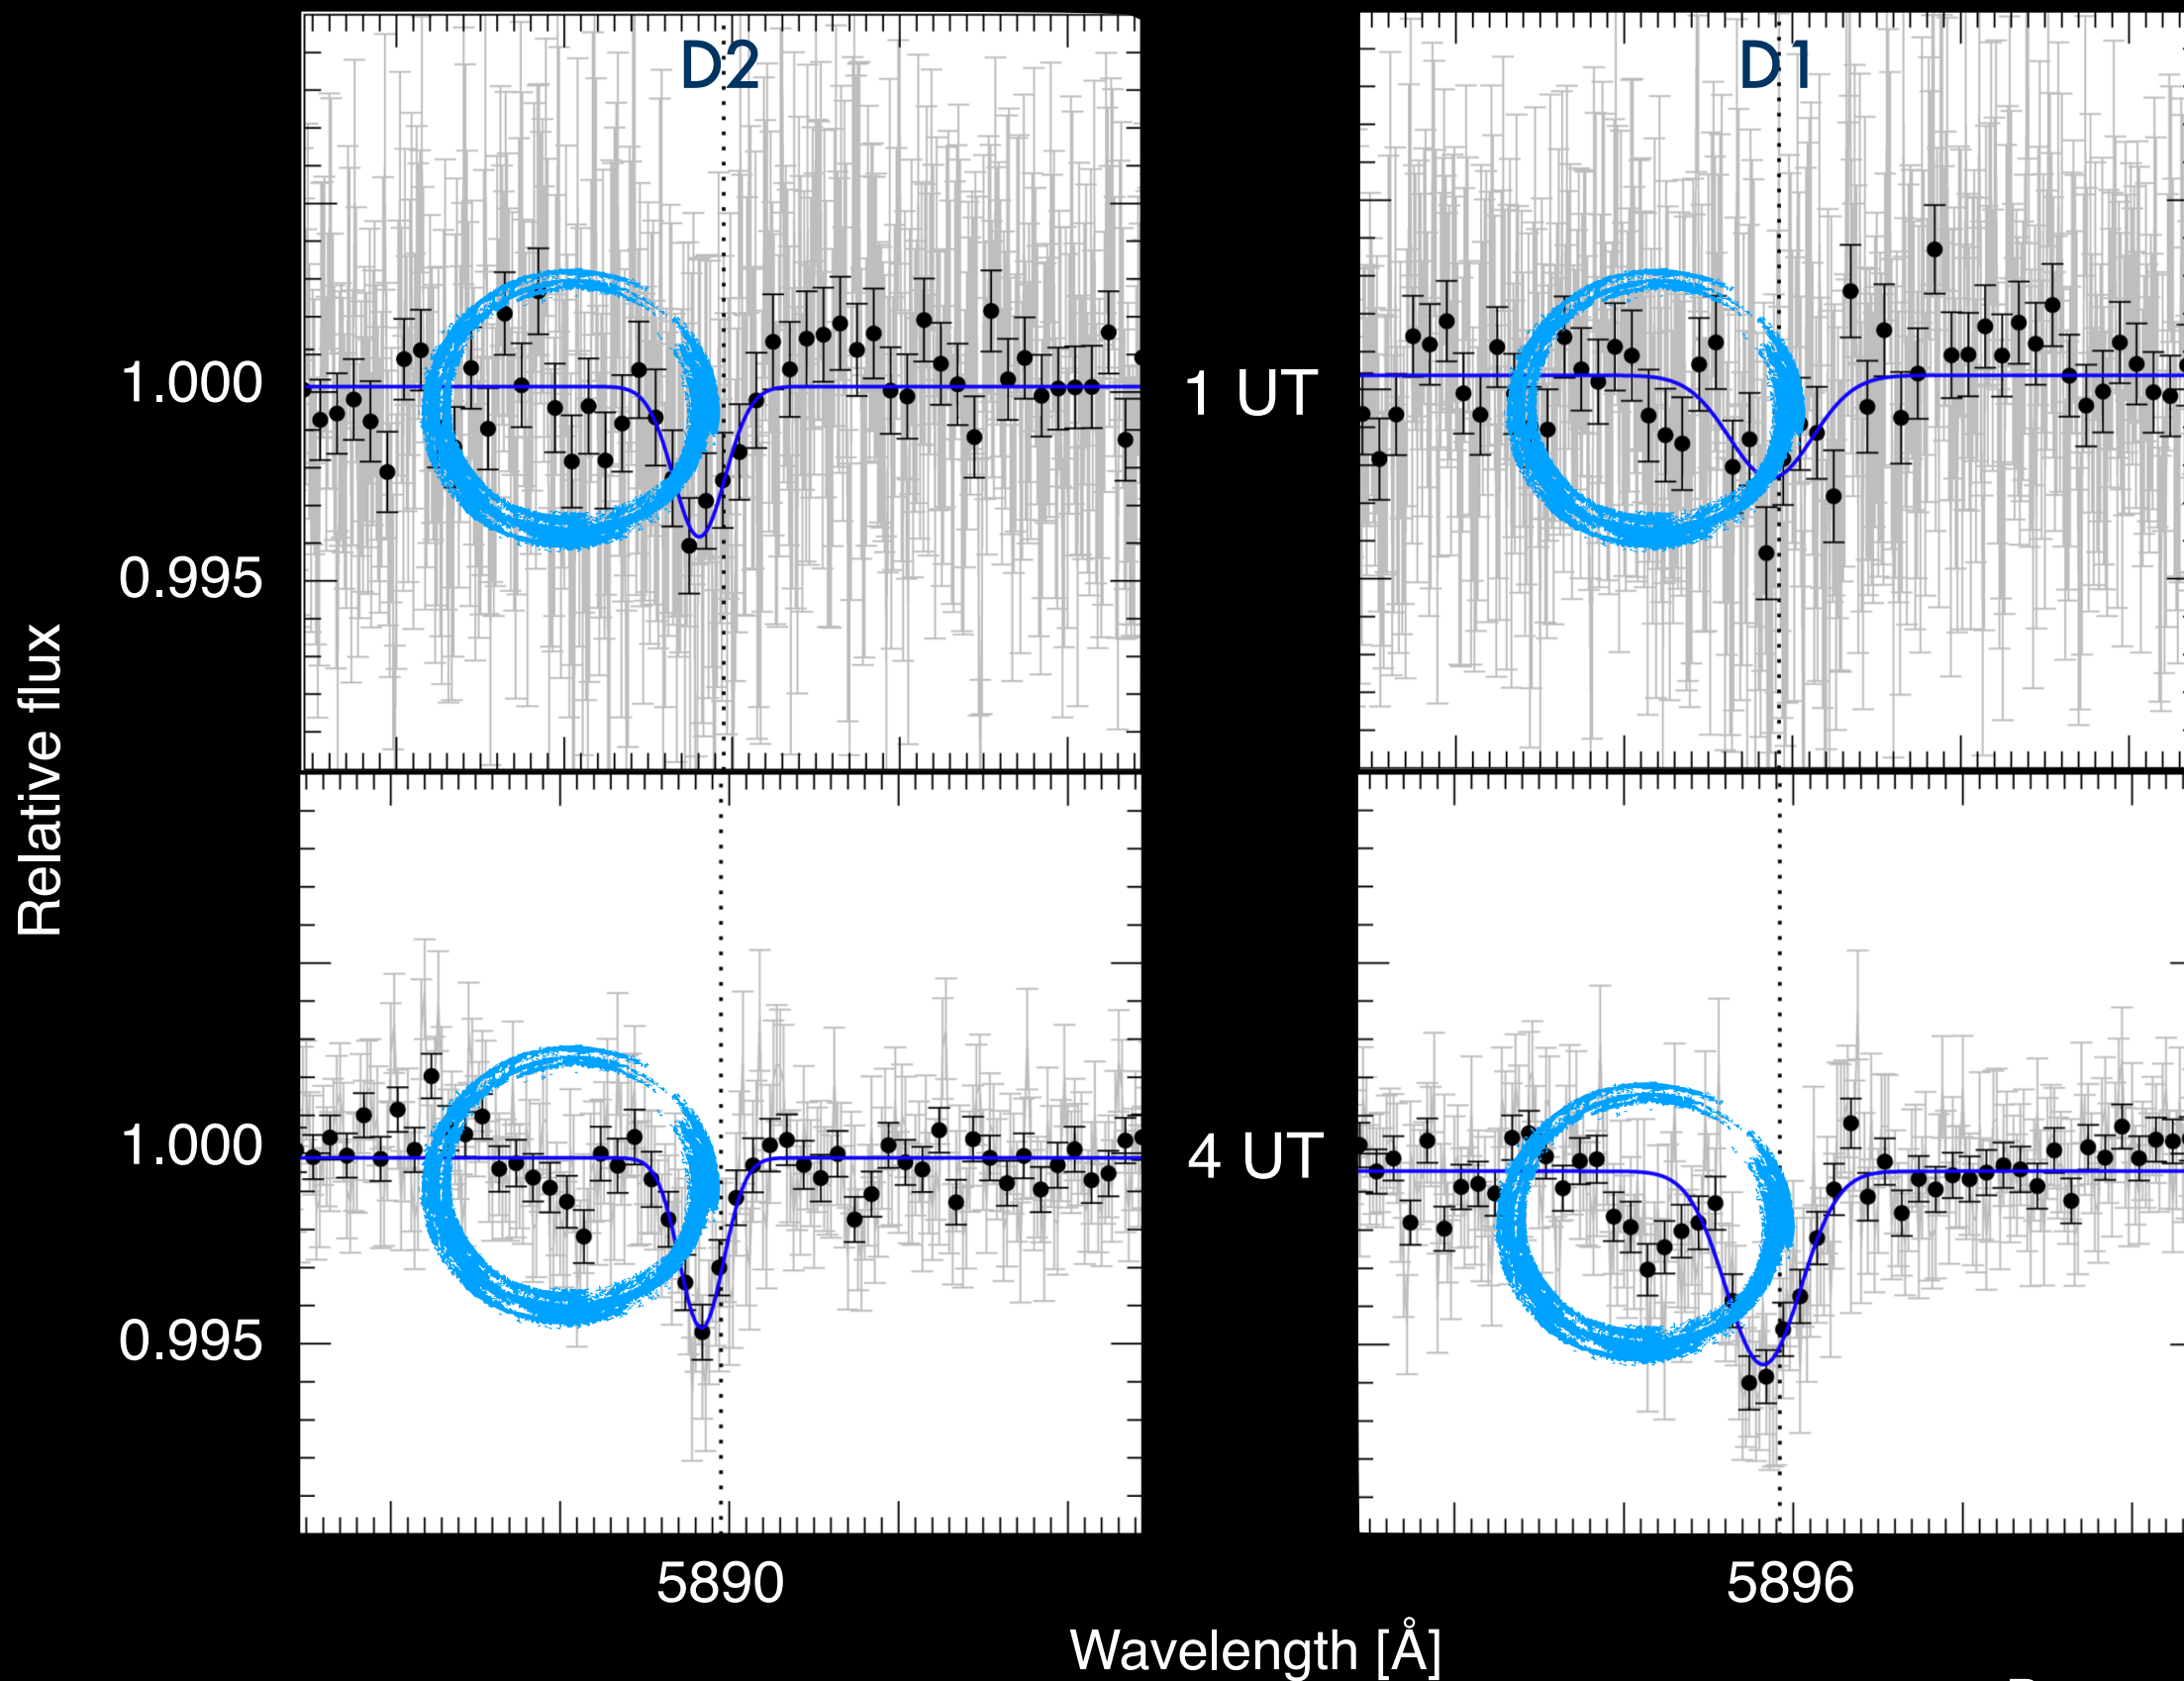 D2
D1
1.000
1 UT
0.995
Relative flux
1.000
4 UT
0.995
5890
5896
Wavelength [Å]